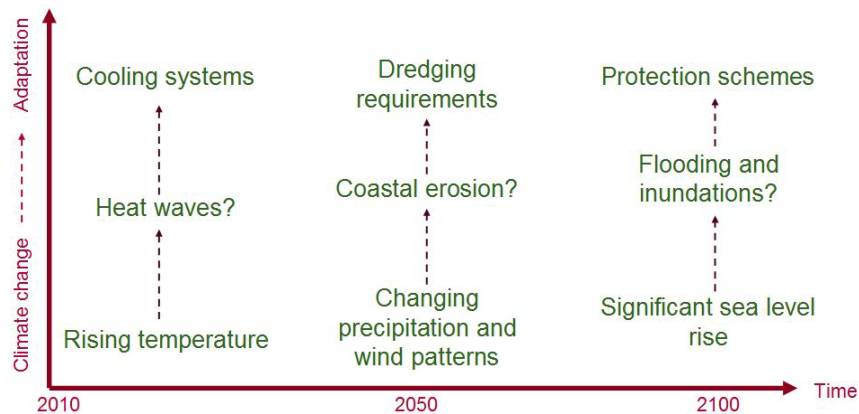 Adaptation
Climate change
Cooling systems
Heat waves?
Rising temperature
Dredging
requirements
Coastal erosion?
Changing
precipitation and
wind patterns
Protection schemes
Flooding and
inundations?
Significant sea level
rise
2010
2050
2100
Time